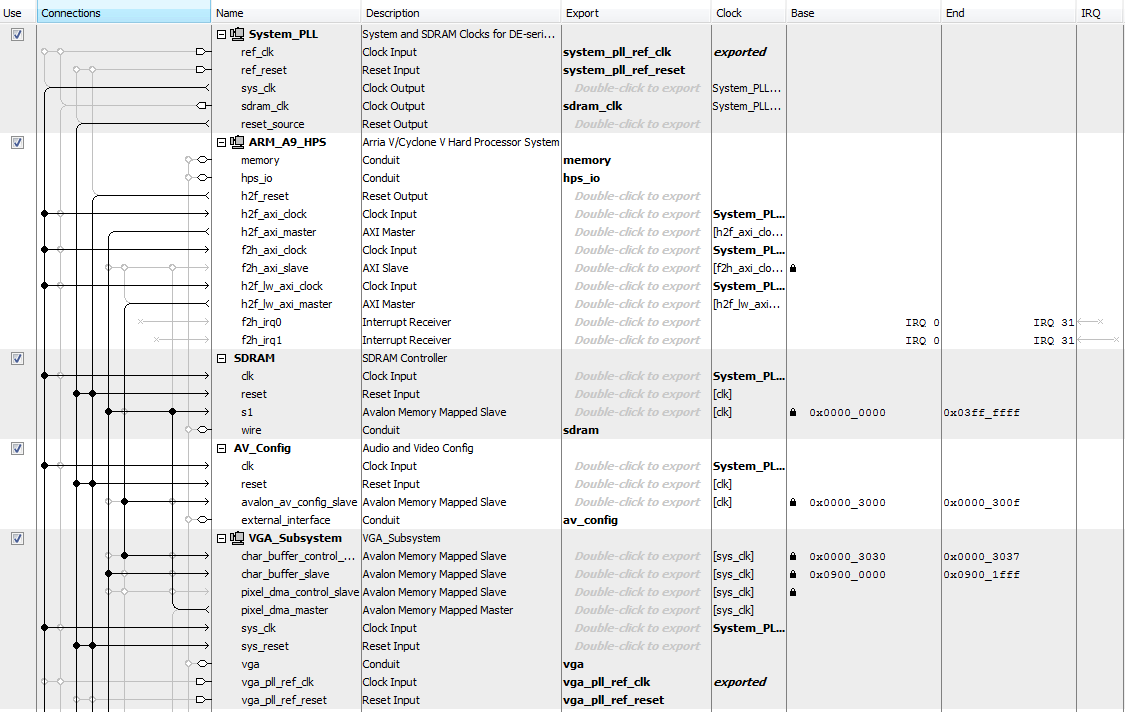 Use Connections Name Description Export Clock Base End IRQ
System_PLL System and SDRAM Clocks for DE-seri...
ref_clk Clock Input system_pll_ref_clk exported
ref_reset Reset Input system_pll_ref_reset
sys_clk Clock Output Double-click to export System_PLL...
sdram_clk Clock Output sdram_clk System_PLL...
reset_source Reset Output Double-click to export
ARM_A9_HPS Arria V/Cyclone V Hard Processor System
memory Conduit memory
hps_io Conduit hps_io
h2f_reset Reset Output Double-click to export
h2f_axi_clock Clock Input Double-click to export System_PL...
h2f_axi_master AXI Master Double-click to export [h2f_axi_clo...
f2h_axi_clock Clock Input Double-click to export System_PL...
f2h_axi_slave AXI Slave Double-click to export [f2h_axi_clo...
h2f_lw_axi_clock Clock Input Double-click to export System_PL...
h2f_lw_axi_master AXI Master Double-click to export [h2f_lw_axi...
f2h_irq0 Interrupt Receiver Double-click to export IRQ 0 IRQ 31
f2h_irq1 Interrupt Receiver Double-click to export IRQ 0 IRQ 31
SDRAM SDRAM Controller
clk Clock Input Double-click to export System_PL...
reset Reset Input Double-click to export [clk]
s1 Avalon Memory Mapped Slave Double-click to export [clk] 0x0000_0000 0x03ff_ffff
wire Conduit sdram
AV_Config Audio and Video Config
clk Clock Input Double-click to export System_PL...
reset Reset Input Double-click to export [clk]
avalon_av_config_slave Avalon Memory Mapped Slave Double-click to export [clk] 0x0000_3000 0x0000_300f
external_interface Conduit av_config
VGA_Subsystem VGA_Subsystem
char_buffer_control_... Avalon Memory Mapped Slave Double-click to export [sys_clk] 0x0000_3030 0x0000_3037
char_buffer_slave Avalon Memory Mapped Slave Double-click to export [sys_clk] 0x0900_0000 0x0900_1fff
pixel_dma_control_slave Avalon Memory Mapped Slave Double-click to export [sys_clk]
pixel_dma_master Avalon Memory Mapped Master Double-click to export [sys_clk]
sys_clk Clock Input Double-click to export System_PL...
sys_reset Reset Input Double-click to export
vga Conduit vga
vga_pll_ref_clk Clock Input vga_pll_ref_clk exported
vga_pll_ref_reset Reset Input vga_pll_ref_reset